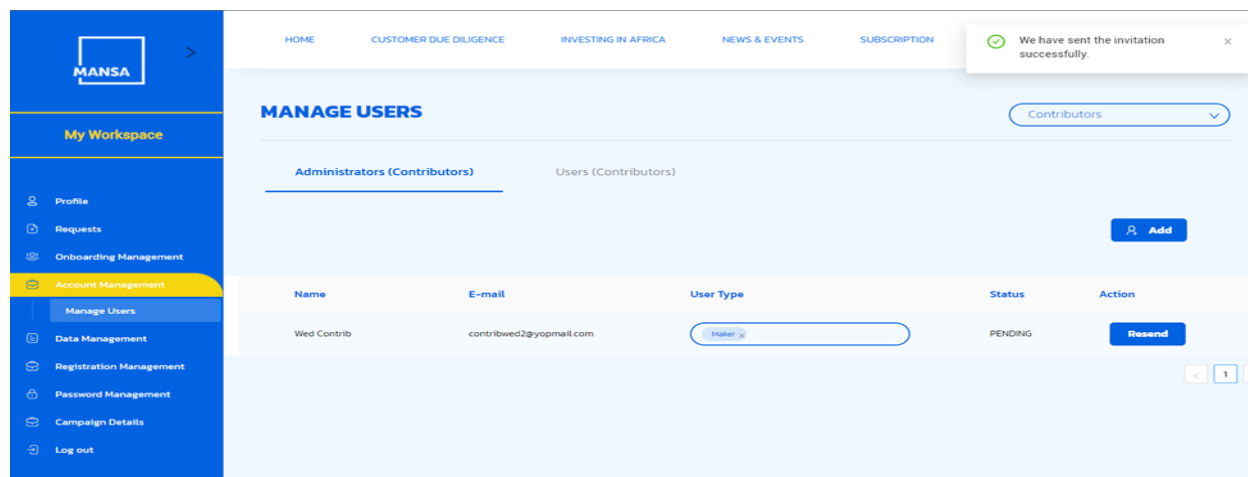 MANSA
>
My Workspace
Profile
Requests
Onboarding Management
Account Management
Manage Users
Data Management
Registration Management
Password Management
Campaign Details
Log out
HOME CUSTOMER DUE DILIGENCE INVESTING IN AFRICA NEWS & EVENTS SUBSCRIPTION
We have sent the invitation
successfully.
MANAGE USERS
Contributors
Administrators (Contributors) Users (Contributors)
Add
Name E-mail User Type Status Action
Wed Contrib contribwed2@yopmail.com Maker x PENDING Resend
< 1